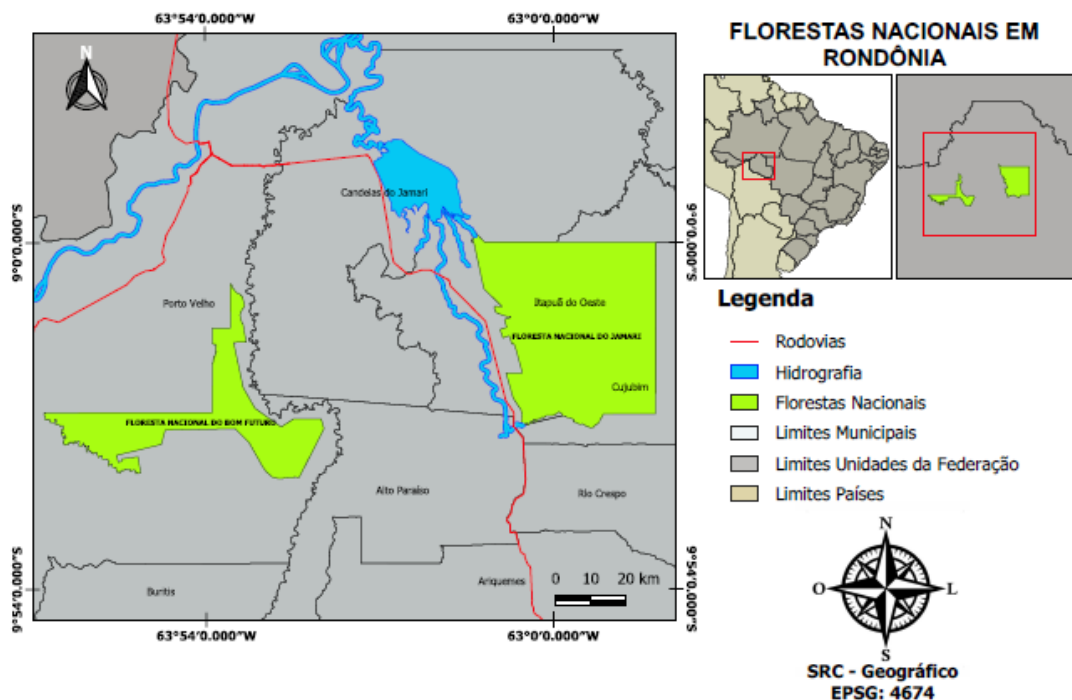 63°54'0.000"W
63°0'0.000"W
N
9°0'0.000"S
9°0'0.000"S
Candeias do Jamari
Porto Velho
Itapuã do Oeste
FLORESTA NACIONAL DO JAMARI
Cujubim
FLORESTA NACIONAL DO BOM FUTURO
Alto Paraíso
Rio Crespo
Buritis
Ariquemes
0 10 20 km
9°54'0.000"S
9°54'0.000"S
63°54'0.000"W
63°0'0.000"W
FLORESTAS NACIONAIS EM
RONDÔNIA
Legenda
Rodovias
Hidrografia
Florestas Nacionais
Limites Municipais
Limites Unidades da Federação
Limites Países
N
O
L
S
SRC - Geográfico
EPSG: 4674